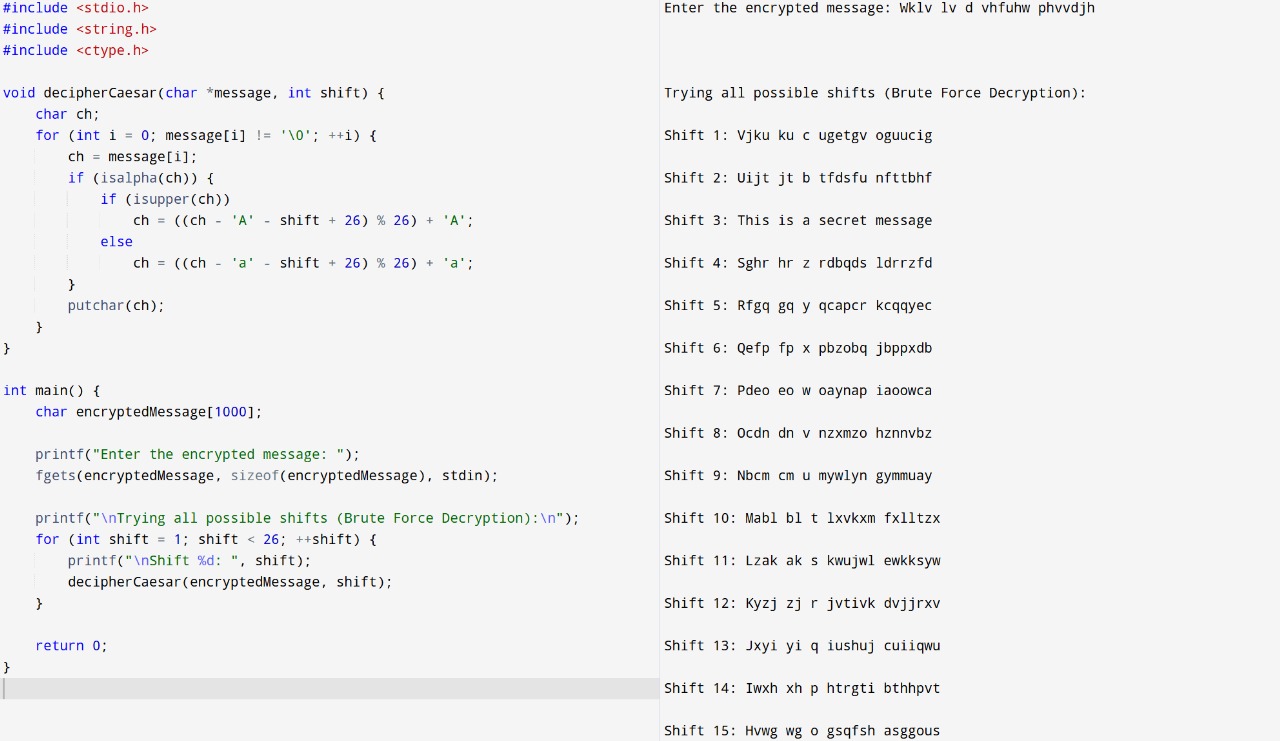 #include <stdio.h>
#include <string.h>
#include <ctype.h>

void decipherCaesar(char *message, int shift) {
    char ch;
    for (int i = 0; message[i] != '\0'; ++i) {
        ch = message[i];
        if (isalpha(ch)) {
            if (isupper(ch))
                ch = ((ch - 'A' - shift + 26) % 26) + 'A';
            else
                ch = ((ch - 'a' - shift + 26) % 26) + 'a';
        }
        putchar(ch);
    }
}

int main() {
    char encryptedMessage[1000];

    printf("Enter the encrypted message: ");
    fgets(encryptedMessage, sizeof(encryptedMessage), stdin);

    printf("\nTrying all possible shifts (Brute Force Decryption):\n");
    for (int shift = 1; shift < 26; ++shift) {
        printf("\nShift %d: ", shift);
        decipherCaesar(encryptedMessage, shift);
    }

    return 0;
}
Enter the encrypted message: Wklv lv d vhfuhw phvvdjh

Trying all possible shifts (Brute Force Decryption):

Shift 1: Vjku ku c ugetgv oguucig

Shift 2: Uijt jt b tfdsfu nfttbhf

Shift 3: This is a secret message

Shift 4: Sghr hr z rdbqds ldrrzfd

Shift 5: Rfgq gq y qcapcr kcqqyec

Shift 6: Qefp fp x pbzobq jbppxdb

Shift 7: Pdeo eo w oaynap iaoowca

Shift 8: Ocdn dn v nzxmzo hznnvbz

Shift 9: Nbcm cm u mywlyn gymmuay

Shift 10: Mabl bl t lxvkxm fxlltzx

Shift 11: Lzak ak s kwujwl ewkksyw

Shift 12: Kyzj zj r jvtivk dvjjrxv

Shift 13: Jxyi yi q iushuj cuiiqwu

Shift 14: Iwxh xh p htrgti bthhpvt

Shift 15: Hvwg wg o gsqfsh asggous